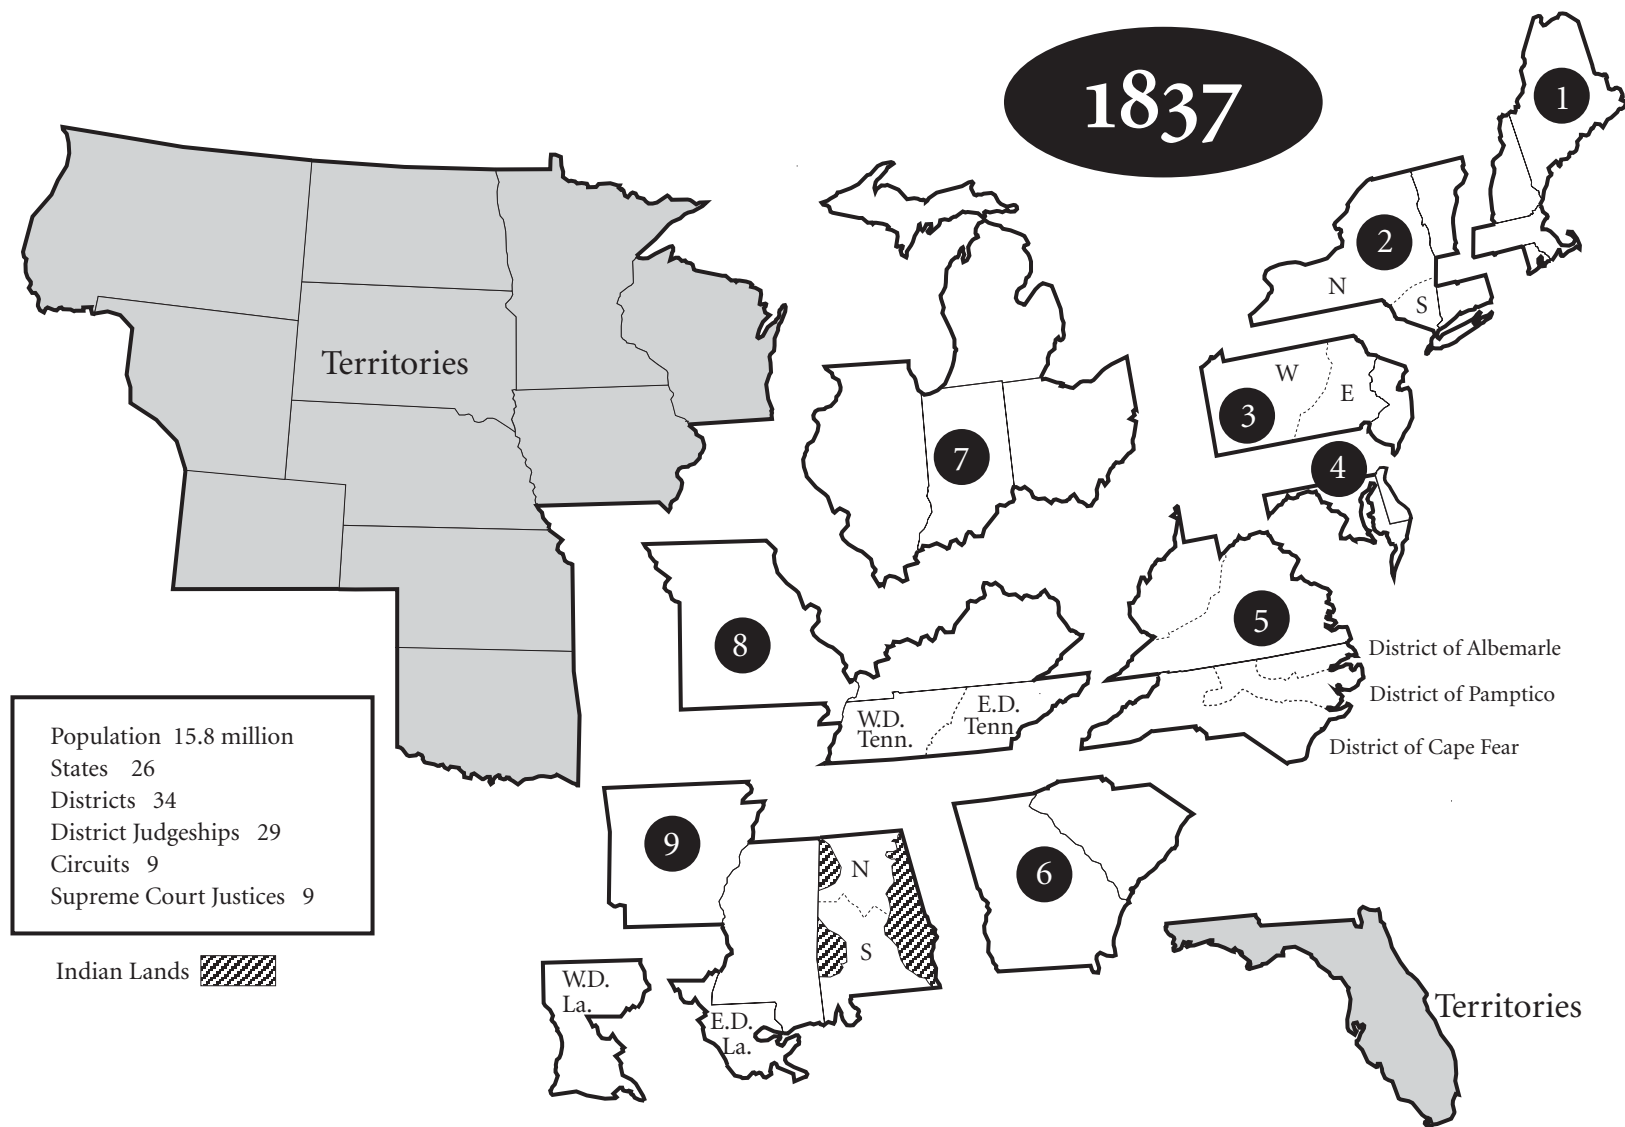 1837
1
2
N
S
Territories
W
E
3
7
4
8
5
District of Albemarle
District of Pamptico
District of Cape Fear
W.D.
Tenn.
E.D.
Tenn.
Population 15.8 million
States 26
Districts 34
District Judgeships 29
Circuits 9
Supreme Court Justices 9
Indian Lands
9
N
S
6
W.D.
La.
E.D.
La.
Territories